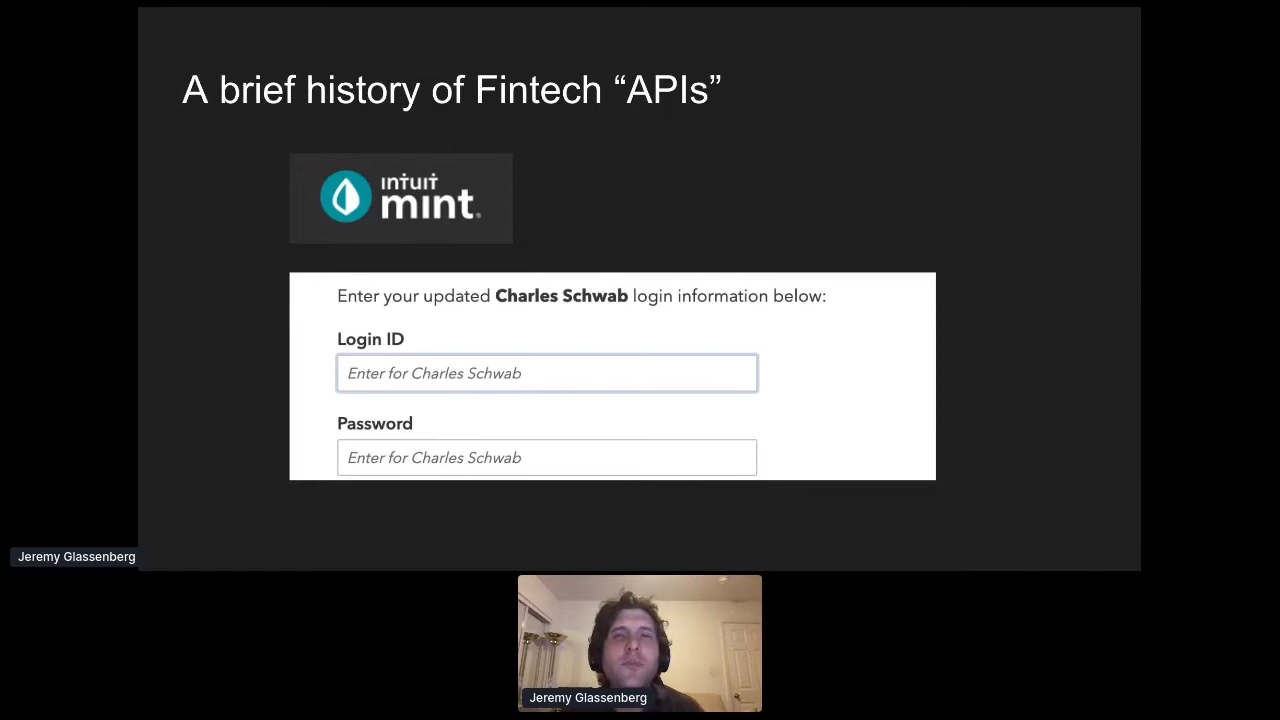 A brief history of Fintech “APIs”
ınṫuıṫ
mint
Enter your updated Charles Schwab login information below:
Login ID
Enter for Charles Schwab
Password
Enter for Charles Schwab
Jeremy Glassenberg
Jeremy Glassenberg